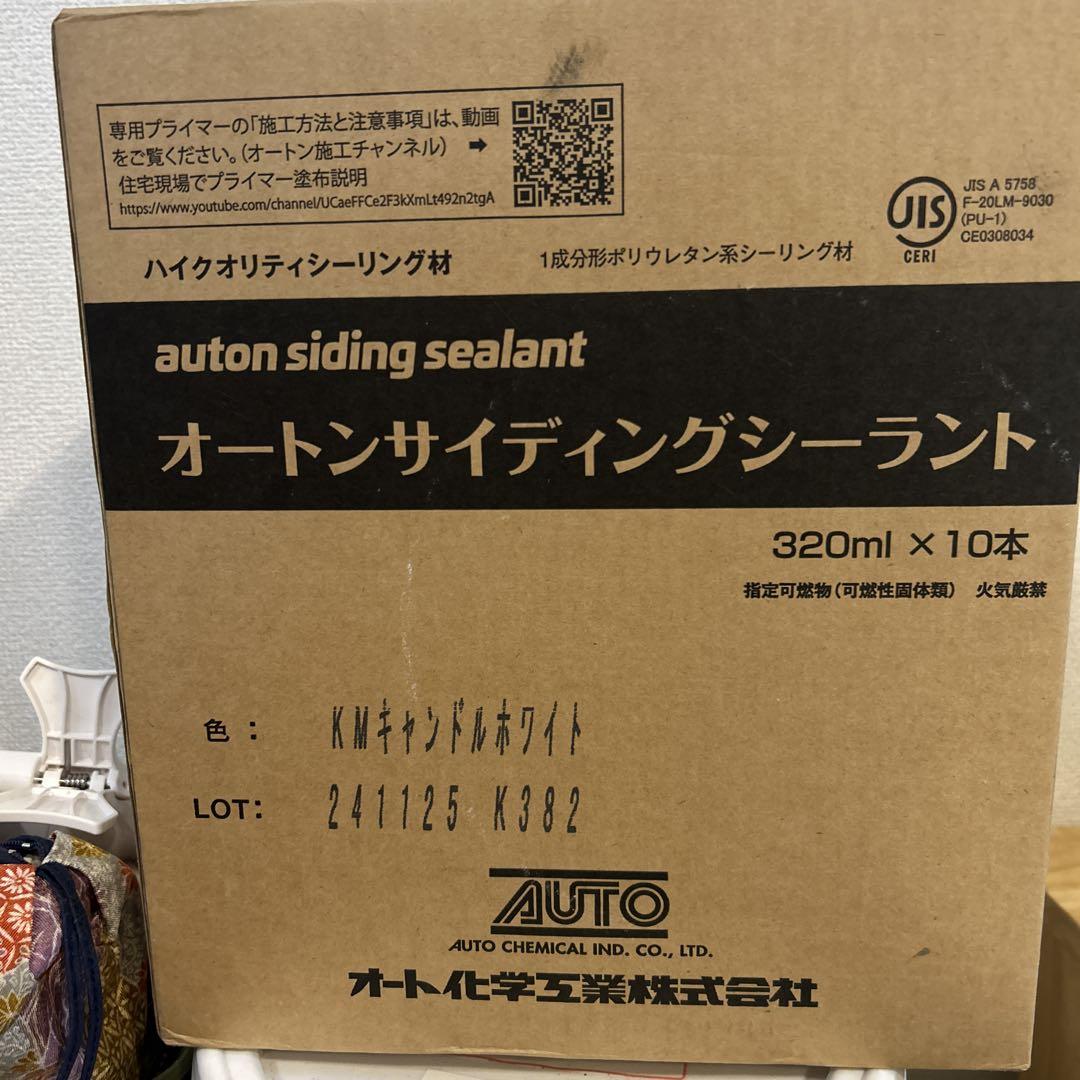 専用プライマーの「施工方法と注意事項」は、動画
をご覧ください。(オートン施工チャンネル) ➡
住宅現場でプライマー塗布説明
https://www.youtube.com/channel/UCaeFFCe2F3kXmLt492n2tgA
JIS
CERI
JIS A 5758
F-20LM-9030
(PU-1)
CE0308034
ハイクオリティシーリング材
1成分形ポリウレタン系シーリング材
auton siding sealant
オートンサイディングシーラント
320ml ×10本
指定可燃物(可燃性固体類) 火気厳禁
色: KMキャンドルホワイト
LOT: 241125 K382
AUTO
AUTO CHEMICAL IND. CO., LTD.
オート化学工業株式会社